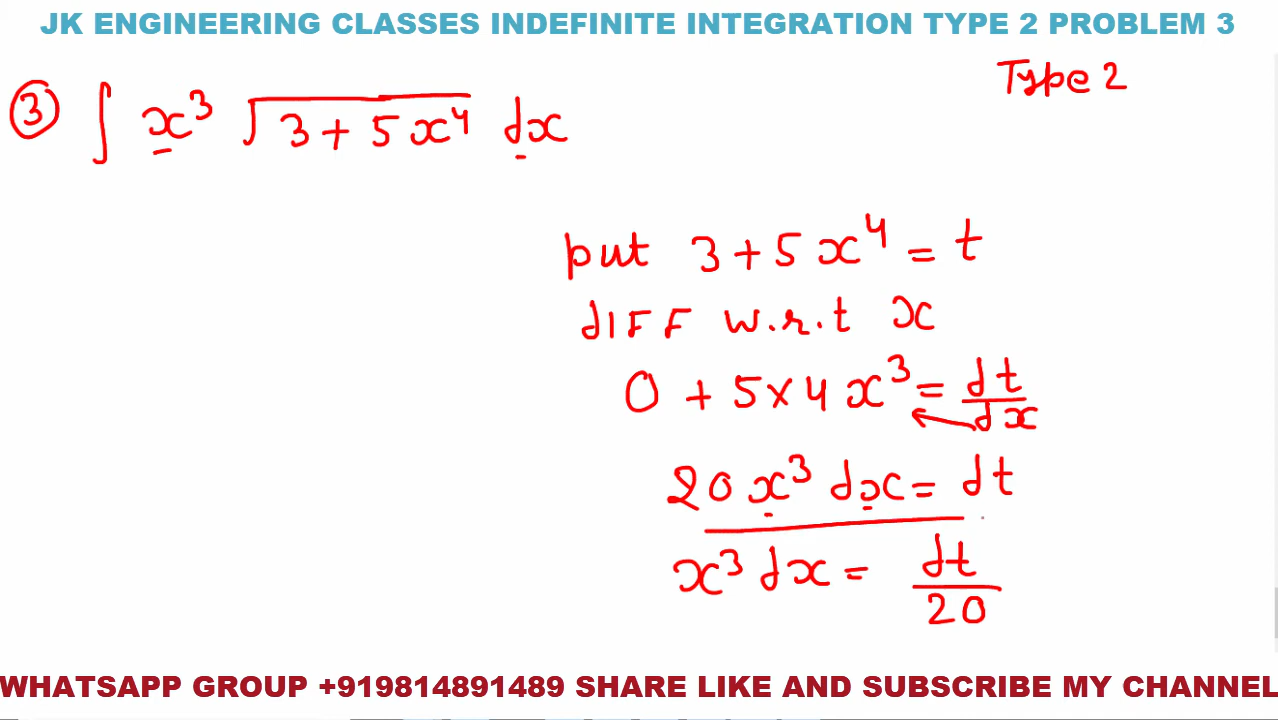 JK ENGINEERING CLASSES INDEFINITE INTEGRATION TYPE 2 PROBLEM 3
Type 2
③ ∫ x³ √(3 + 5x⁴) dx
put 3 + 5x⁴ = t
dIFF w.r.t x
0 + 5 × 4x³ = dt/dx
20x³ dx = dt
x³ dx = dt/20
WHATSAPP GROUP +919814891489 SHARE LIKE AND SUBSCRIBE MY CHANNEL